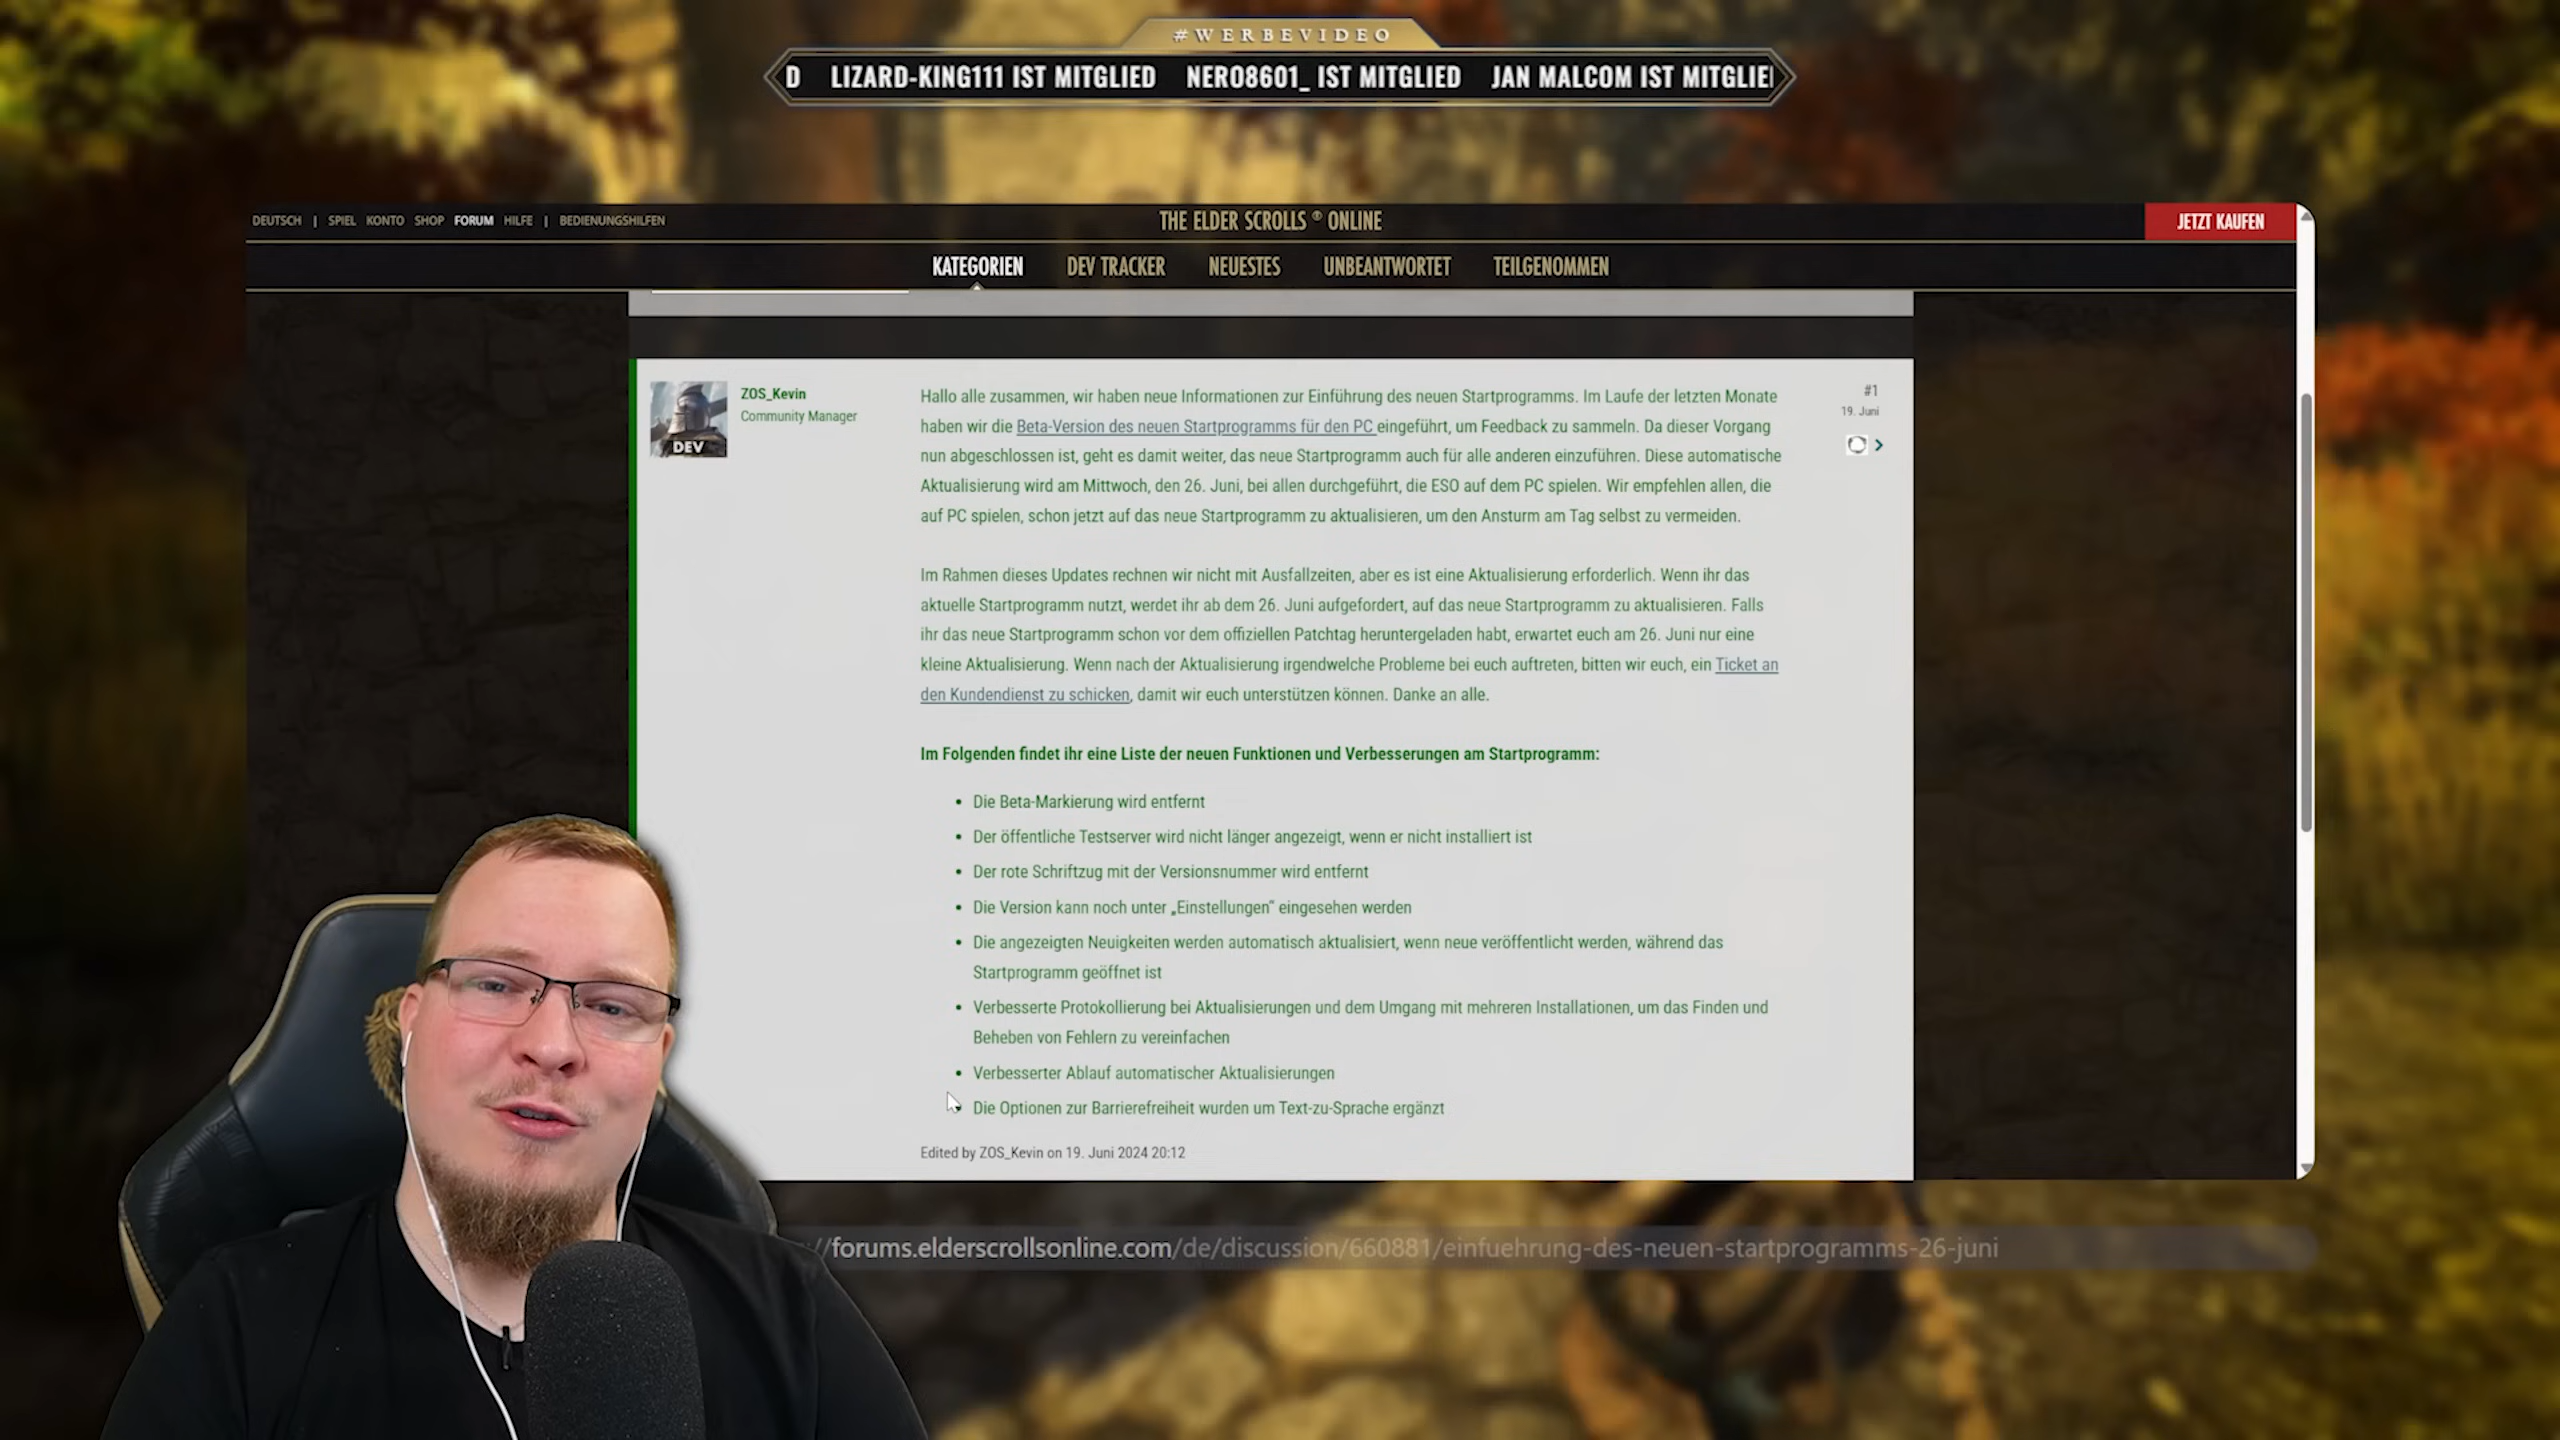 #WERBEVIDEO
D LIZARD-KING111 IST MITGLIED NERO8601_ IST MITGLIED JAN MALCOM IST MITGLIE
DEUTSCH | SPIEL KONTO SHOP FORUM HILFE | BEDIENUNGSHILFEN
THE ELDER SCROLLS ® ONLINE
JETZT KAUFEN
KATEGORIEN DEV TRACKER NEUESTES UNBEANTWORTET TEILGENOMMEN
ZOS_Kevin
Community Manager
DEV
#1
19. Juni
Hallo alle zusammen, wir haben neue Informationen zur Einführung des neuen Startprogramms. Im Laufe der letzten Monate
haben wir die Beta-Version des neuen Startprogramms für den PC eingeführt, um Feedback zu sammeln. Da dieser Vorgang
nun abgeschlossen ist, geht es damit weiter, das neue Startprogramm auch für alle anderen einzuführen. Diese automatische
Aktualisierung wird am Mittwoch, den 26. Juni, bei allen durchgeführt, die ESO auf dem PC spielen. Wir empfehlen allen, die
auf PC spielen, schon jetzt auf das neue Startprogramm zu aktualisieren, um den Ansturm am Tag selbst zu vermeiden.
Im Rahmen dieses Updates rechnen wir nicht mit Ausfallzeiten, aber es ist eine Aktualisierung erforderlich. Wenn ihr das
aktuelle Startprogramm nutzt, werdet ihr ab dem 26. Juni aufgefordert, auf das neue Startprogramm zu aktualisieren. Falls
ihr das neue Startprogramm schon vor dem offiziellen Patchtag heruntergeladen habt, erwartet euch am 26. Juni nur eine
kleine Aktualisierung. Wenn nach der Aktualisierung irgendwelche Probleme bei euch auftreten, bitten wir euch, ein Ticket an
den Kundendienst zu schicken, damit wir euch unterstützen können. Danke an alle.
Im Folgenden findet ihr eine Liste der neuen Funktionen und Verbesserungen am Startprogramm:
• Die Beta-Markierung wird entfernt
• Der öffentliche Testserver wird nicht länger angezeigt, wenn er nicht installiert ist
• Der rote Schriftzug mit der Versionsnummer wird entfernt
• Die Version kann noch unter „Einstellungen“ eingesehen werden
• Die angezeigten Neuigkeiten werden automatisch aktualisiert, wenn neue veröffentlicht werden, während das
Startprogramm geöffnet ist
• Verbesserte Protokollierung bei Aktualisierungen und dem Umgang mit mehreren Installationen, um das Finden und
Beheben von Fehlern zu vereinfachen
• Verbesserter Ablauf automatischer Aktualisierungen
• Die Optionen zur Barrierefreiheit wurden um Text-zu-Sprache ergänzt
Edited by ZOS_Kevin on 19. Juni 2024 20:12
//forums.elderscrollsonline.com/de/discussion/660881/einfuehrung-des-neuen-startprogramms-26-juni